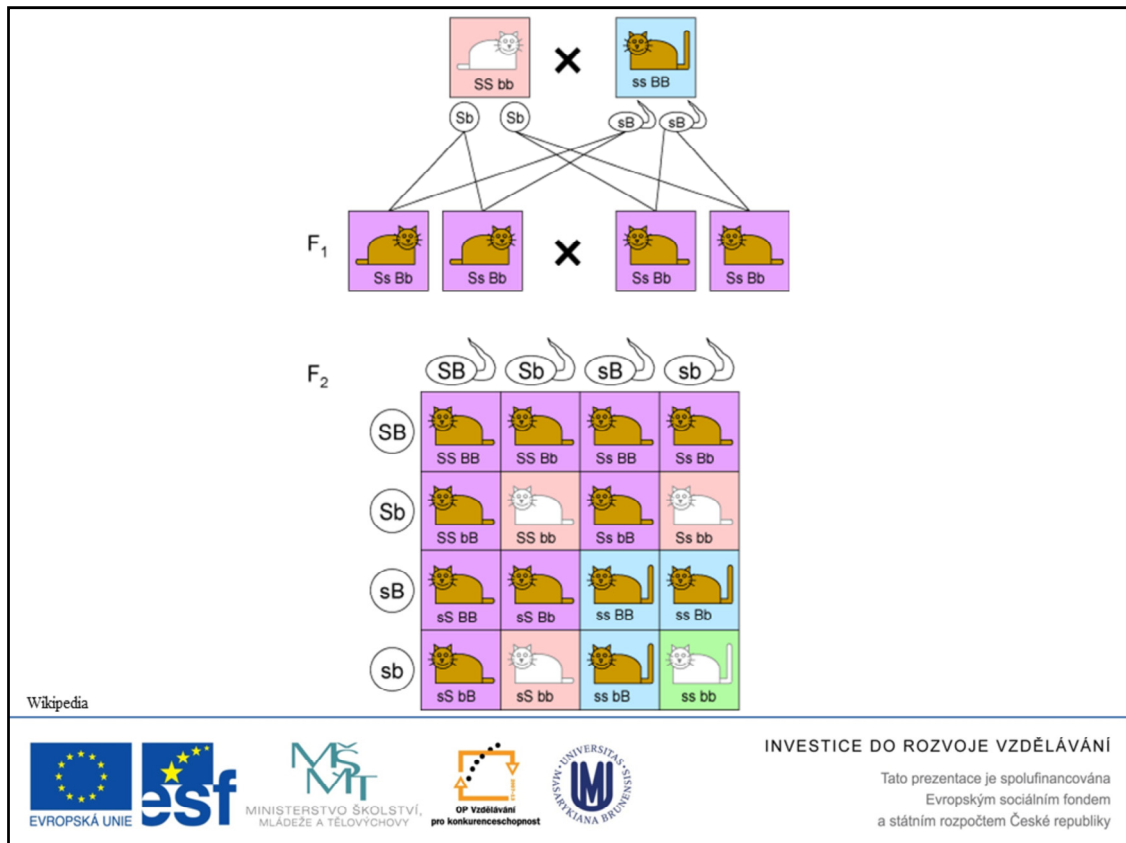 SS bb
ss BB
Sb Sb sB sB
F1
Ss Bb Ss Bb Ss Bb Ss Bb
F2
SB Sb sB sb
SB
SS BB SS Bb Ss BB Ss Bb
Sb
SS bB SS bb Ss bB Ss bb
sB
sS BB sS Bb ss BB ss Bb
sb
sS bB sS bb ss bB ss bb
Wikipedia
EVROPSKÁ UNIE
esf
MŠMT
MINISTERSTVO ŠKOLSTVÍ,
MLÁDEŽE A TĚLOVÝCHOVY
OP Vzdělávání
pro konkurenceschopnost
UNIVERSITAS
MASARYKIANA BRUNENSIS
INVESTICE DO ROZVOJE VZDĚLÁVÁNÍ
Tato prezentace je spolufinancována
Evropským sociálním fondem
a státním rozpočtem České republiky